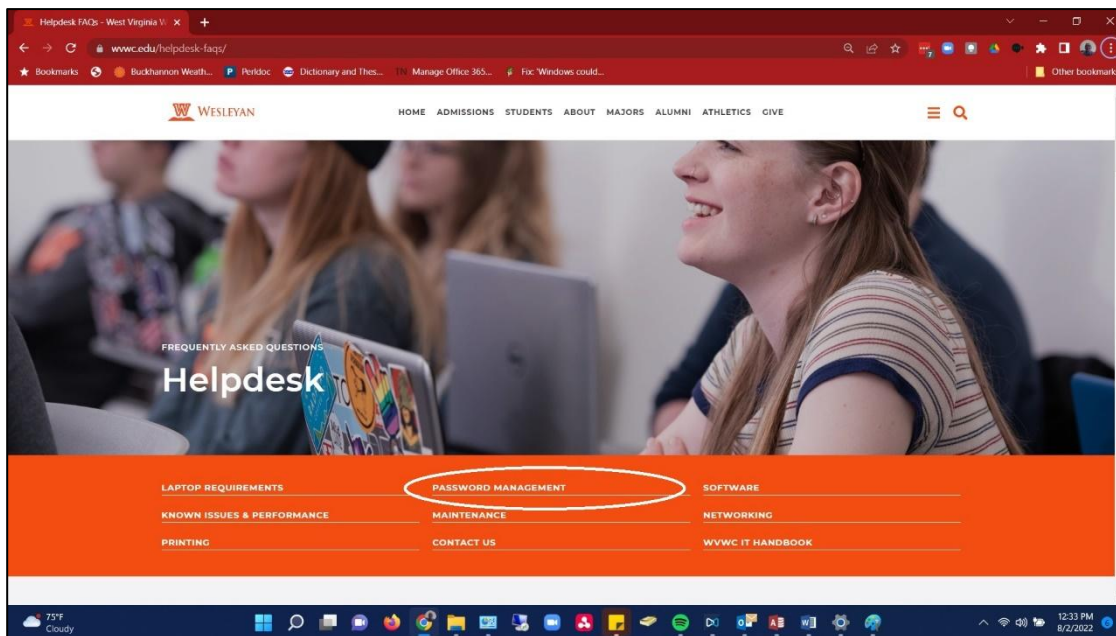 Helpdesk FAQs - West Virginia W
wvwc.edu/helpdesk-faqs/
Bookmarks Buckhannon Weath... P Perldoc Dictionary and Thes... TN Manage Office 365... Fix: 'Windows could... Other bookmark
W WESLEYAN HOME ADMISSIONS STUDENTS ABOUT MAJORS ALUMNI ATHLETICS GIVE
FREQUENTLY ASKED QUESTIONS
Helpdesk
LAPTOP REQUIREMENTS PASSWORD MANAGEMENT SOFTWARE
KNOWN ISSUES & PERFORMANCE MAINTENANCE NETWORKING
PRINTING CONTACT US WVWC IT HANDBOOK
75°F 12:33 PM
Cloudy 8/2/2022